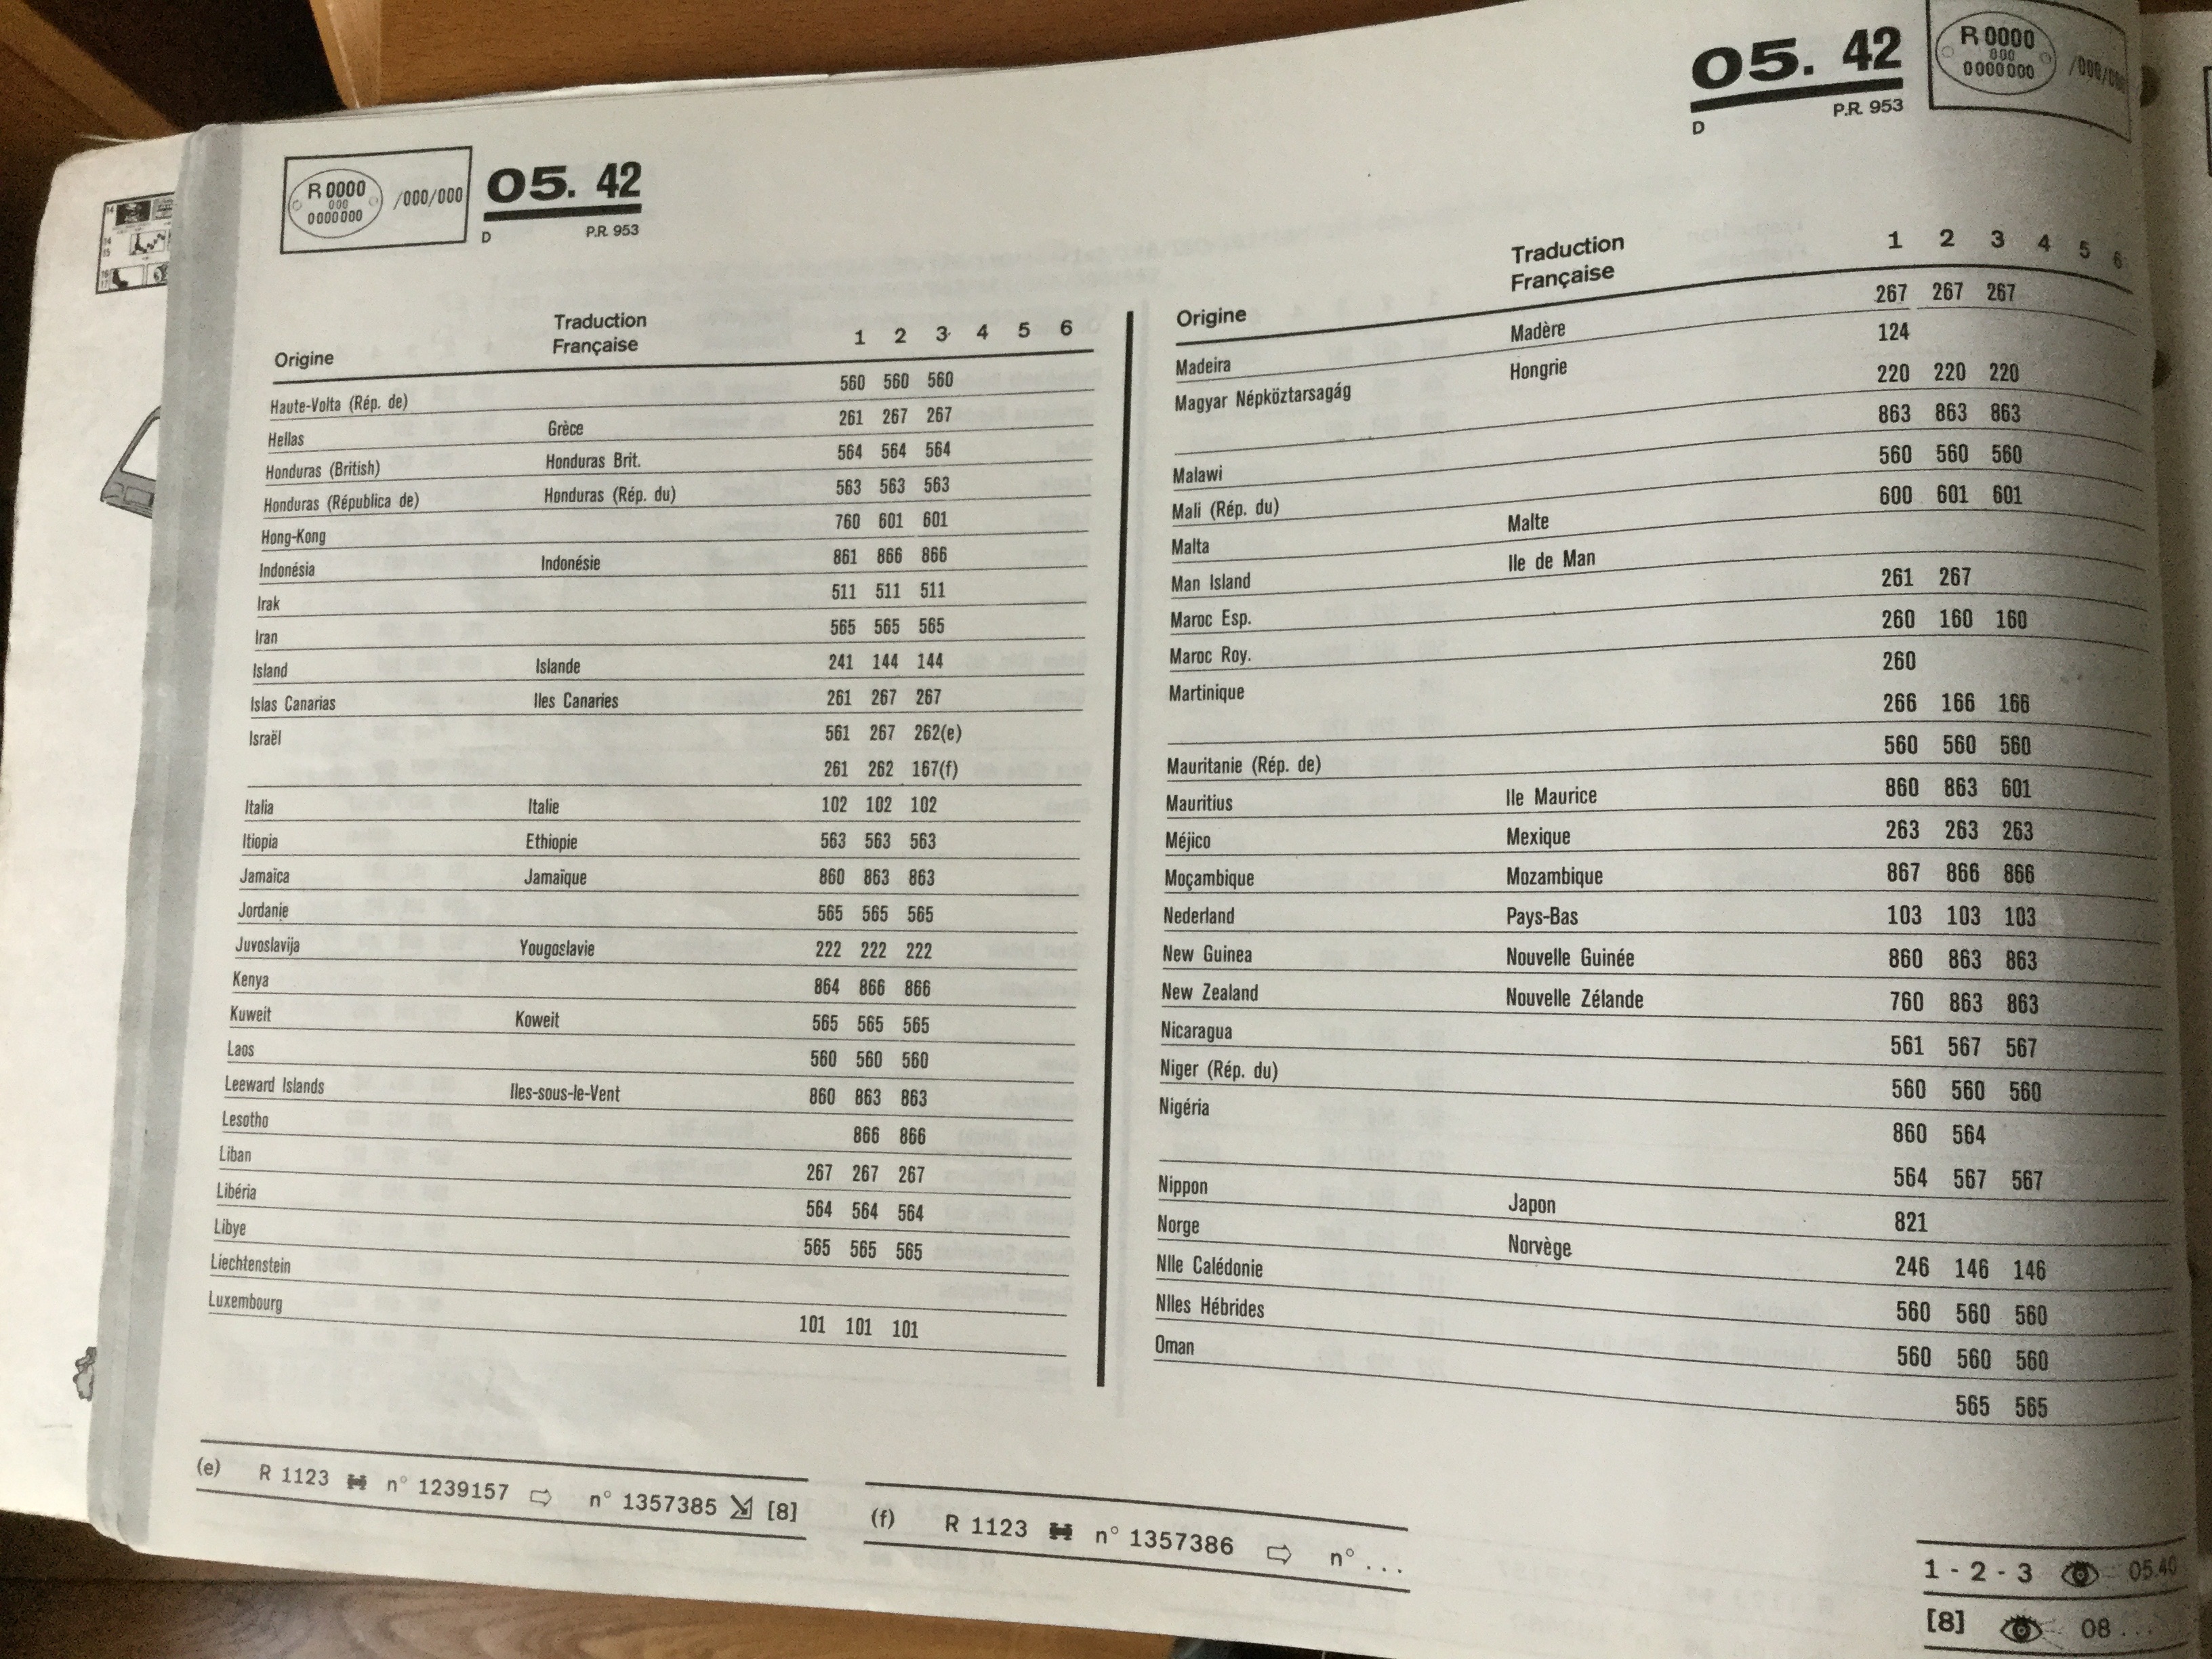 R 0000
000
0000000
/000/000
05. 42
D P.R. 953
Origine Traduction Française 1 2 3 4 5 6
Haute-Volta (Rép. de) 560 560 560
Hellas Grèce 261 267 267
Honduras (British) Honduras Brit. 564 564 564
Honduras (Républica de) Honduras (Rép. du) 563 563 563
Hong-Kong 760 601 601
Indonésia Indonésie 861 866 866
Irak 511 511 511
Iran 565 565 565
Island Islande 241 144 144
Islas Canarias Iles Canaries 261 267 267
Israël 561 267 262(e)
261 262 167(f)
Italia Italie 102 102 102
Itiopia Ethiopie 563 563 563
Jamaïca Jamaïque 860 863 863
Jordanie 565 565 565
Juvoslavija Yougoslavie 222 222 222
Kenya 864 866 866
Kuweit Koweit 565 565 565
Laos 560 560 560
Leeward Islands Iles-sous-le-Vent 860 863 863
Lesotho 866 866
Liban 267 267 267
Libéria 564 564 564
Libye 565 565 565
Liechtenstein
Luxembourg 101 101 101
05. 42
D P.R. 953
R 0000
000
0000000
/000/000
Origine Traduction Française 1 2 3 4 5 6
Madeira Madère 267 267 267
Magyar Népköztarsagág Hongrie 124
220 220 220
Malawi 863 863 863
Mali (Rép. du) 560 560 560
Malta Malte 600 601 601
Man Island Ile de Man
Maroc Esp. 261 267
Maroc Roy. 260 160 160
Martinique 260
266 166 166
Mauritanie (Rép. de) 560 560 560
Mauritius Ile Maurice 860 863 601
Méjico Mexique 263 263 263
Moçambique Mozambique 867 866 866
Nederland Pays-Bas 103 103 103
New Guinea Nouvelle Guinée 860 863 863
New Zealand Nouvelle Zélande 760 863 863
Nicaragua 561 567 567
Niger (Rép. du) 560 560 560
Nigéria 860 564
564 567 567
Nippon Japon 821
Norge Norvège 246 146 146
Nlle Calédonie 560 560 560
Nlles Hébrides 560 560 560
Oman 565 565
(e) R 1123 n° 1239157 ⇨ n° 1357385 [8]
(f) R 1123 n° 1357386 ⇨ n° ...
1 - 2 - 3 05.40
[8] 08 ...